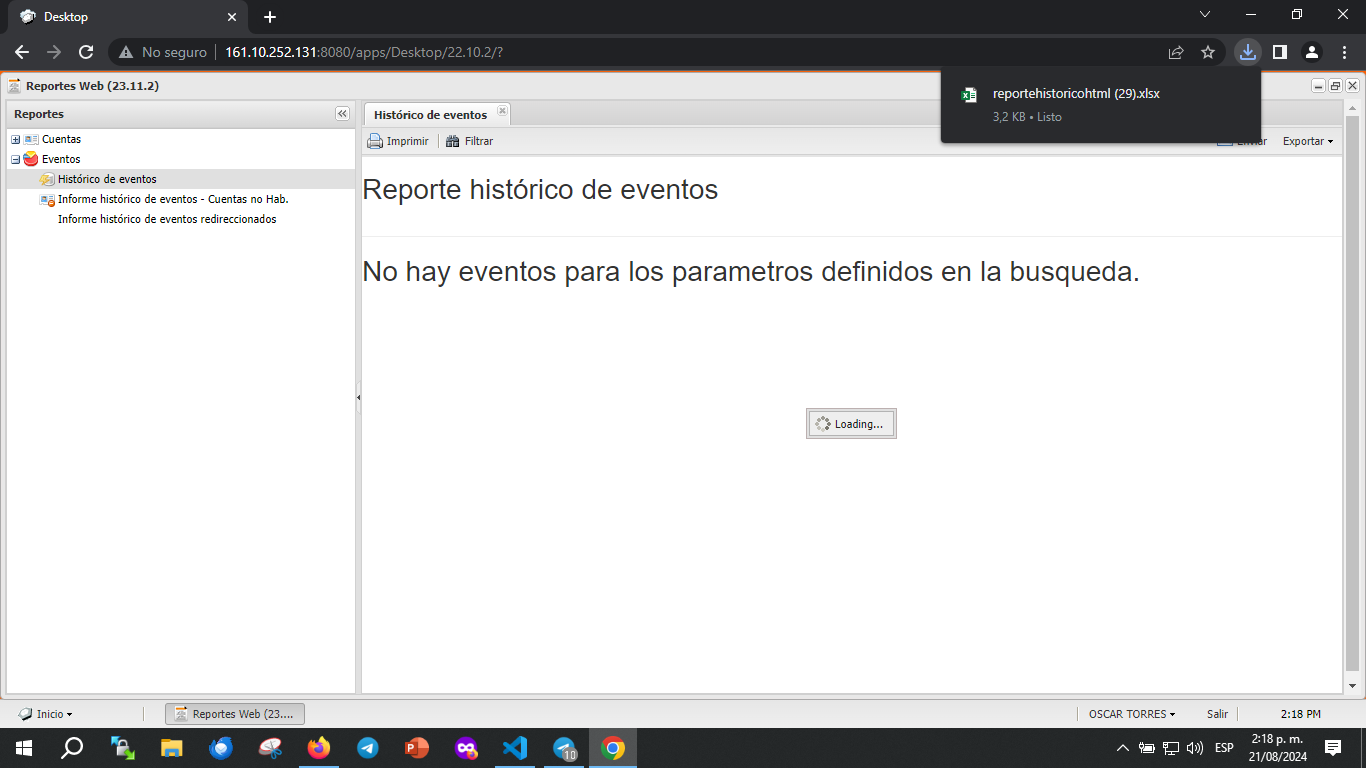 Desktop
No seguro
161.10.252.131:8080/apps/Desktop/22.10.2/?
Reportes Web (23.11.2)
reportehistoricohtml (29).xlsx
3,2 KB • Listo
Reportes
Cuentas
Eventos
Histórico de eventos
Informe histórico de eventos - Cuentas no Hab.
Informe histórico de eventos redireccionados
Histórico de eventos
Imprimir
Filtrar
Enviar
Exportar
Reporte histórico de eventos
No hay eventos para los parametros definidos en la busqueda.
Loading...
Inicio
Reportes Web (23....
OSCAR TORRES
Salir
2:18 PM
10
ESP
2:18 p. m.
21/08/2024